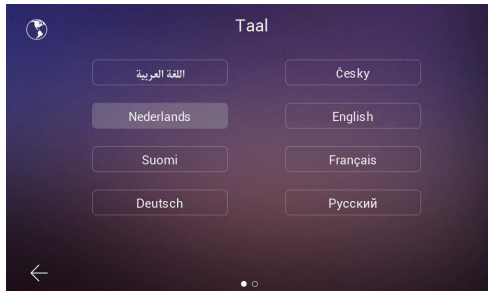 Taal
اللغة العربية
Česky
Nederlands
English
Suomi
Français
Deutsch
Русский